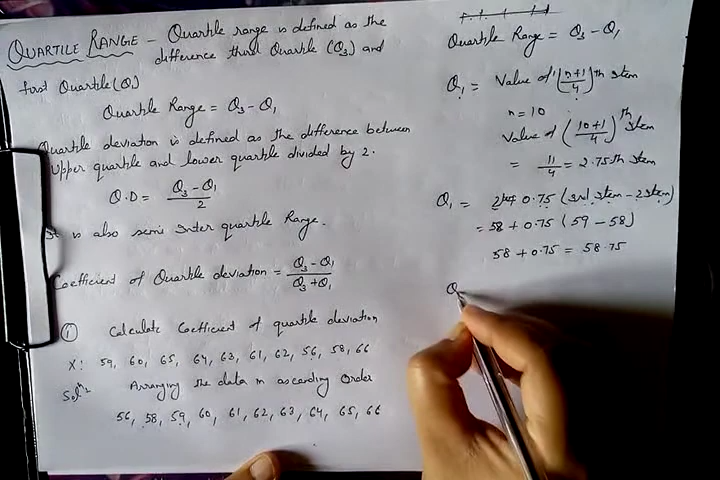 QUARTILE RANGE – Quartile range is defined as the
difference third Quartile (Q₃) and
first Quartile (Q)
Quartile Range = Q₃ – Q₁
Quartile deviation is defined as the difference between
Upper quartile and lower quartile divided by 2.
Q.D = Q₃ – Q₁ / 2
It is also semi inter quartile Range.
Coefficient of Quartile deviation = Q₃ – Q₁ / Q₃ + Q₁
① Calculate Coefficient of quartile deviation
X: 59, 60, 65, 64, 63, 61, 62, 56, 58, 66
Solⁿ Arranging the data in ascending Order
56, 58, 59, 60, 61, 62, 63, 64, 65, 66
Quartile Range = Q₃ – Q₁
Q₁ = Value of (n+1 / 4)th item
n = 10
Value of (10+1 / 4)th item
= 11/4 = 2.75th item
Q₁ = 2+ 0.75 (3rd item – 2 item)
= 58 + 0.75 (59 – 58)
58 + 0.75 = 58.75
Q